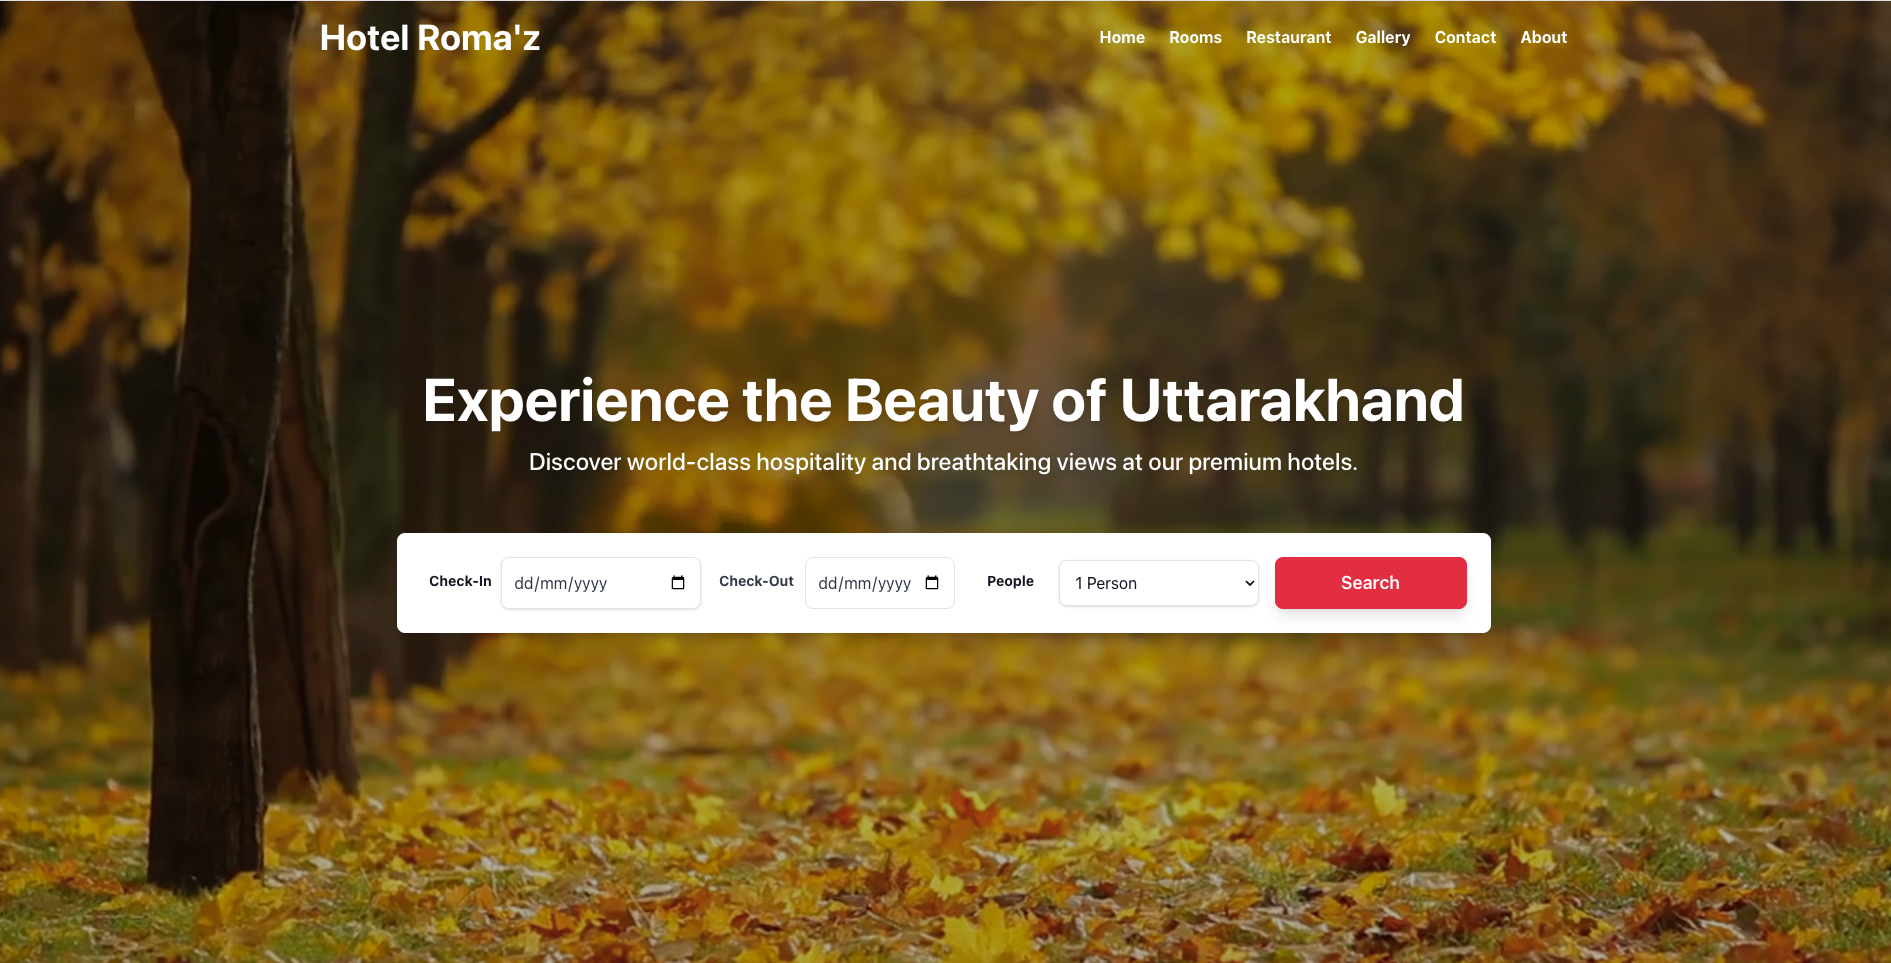 Hotel Roma'z
Home Rooms Restaurant Gallery Contact About
Experience the Beauty of Uttarakhand
Discover world-class hospitality and breathtaking views at our premium hotels.
Check-In dd/mm/yyyy Check-Out dd/mm/yyyy People 1 Person Search